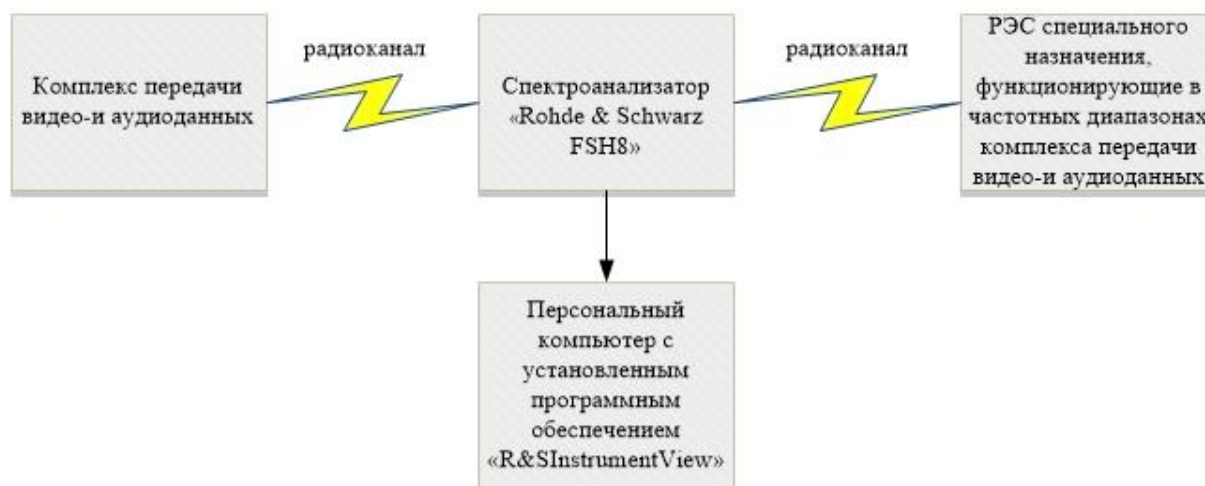 Комплекс передачи
видео-и аудиоданных
радиоканал
Спектроанализатор
«Rohde & Schwarz
FSH8»
радиоканал
РЭС специального
назначения,
функционирующие в
частотных диапазонах
комплекса передачи
видео-и аудиоданных
Персональный
компьютер с
установленным
программным
обеспечением
«R&SInstrumentView»